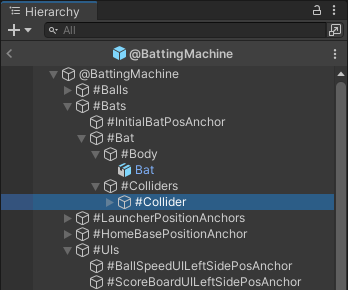 Hierarchy
All
@BattingMachine
@BattingMachine
#Balls
#Bats
#InitialBatPosAnchor
#Bat
#Body
Bat
#Colliders
#Collider
#LauncherPositionAnchors
#HomeBasePositionAnchor
#UIs
#BallSpeedUILeftSidePosAnchor
#ScoreBoardUILeftSidePosAnchor